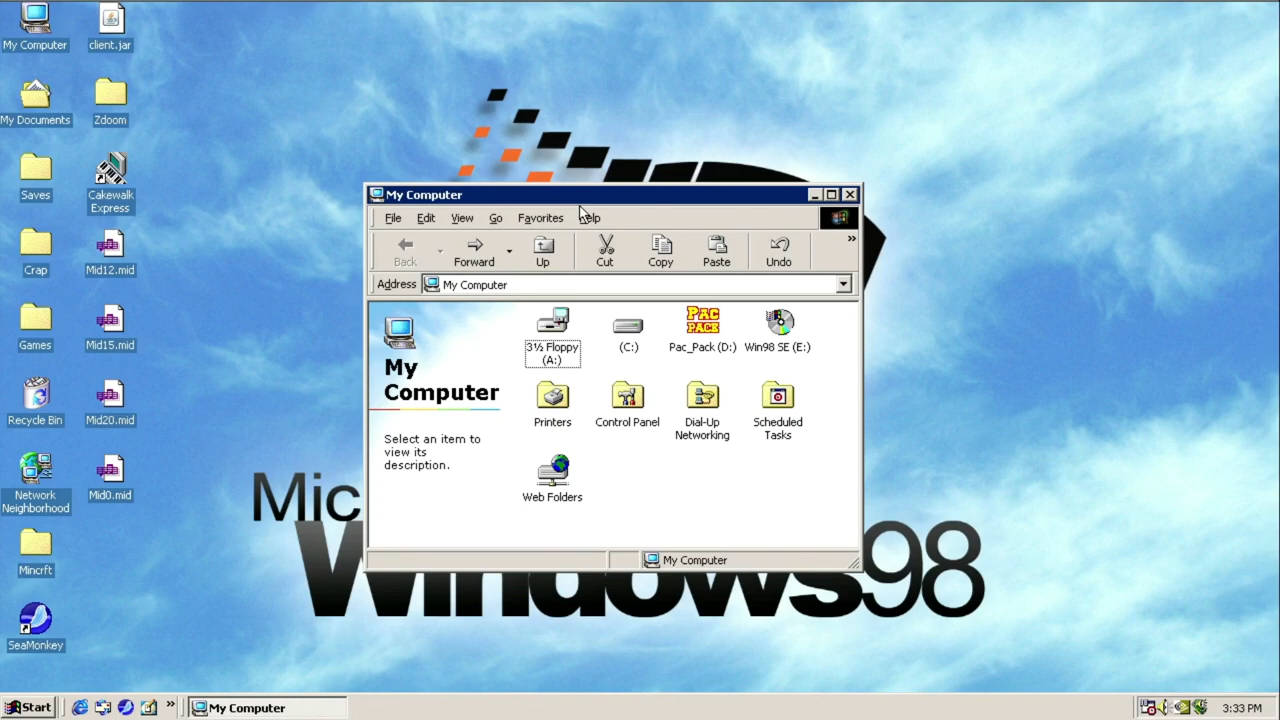 My Computer
client.jar
My Documents
Zdoom
Saves
Cakewalk
Express
Crap
Mid12.mid
Games
Mid15.mid
Recycle Bin
Mid20.mid
Network
Neighborhood
Mid0.mid
Mincrft
SeaMonkey
My Computer
File Edit View Go Favorites
Back Forward Up Cut Copy Paste Undo
»
Address My Computer
My
Computer
Select an item to
view its
description.
3½ Floppy
(A:)
(C:)
Pac_Pack (D:)
PAC
PACK
Win98 SE (E:)
Printers
Control Panel
Dial-Up
Networking
Scheduled
Tasks
Web Folders
My Computer
Mic
Windows98
Start
»
My Computer
3:33 PM